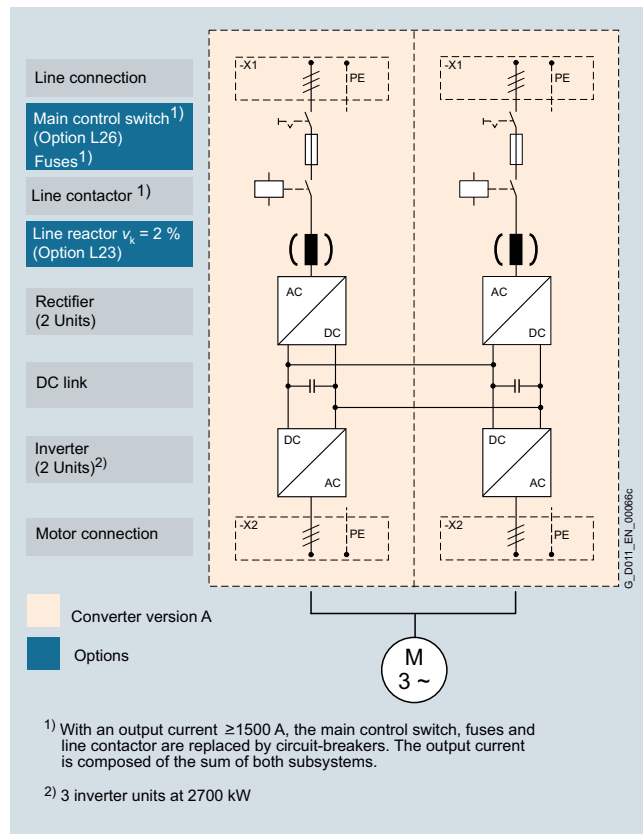 Line connection
Main control switch1)
(Option L26)
Fuses1)
Line contactor 1)
Line reactor vk = 2 %
(Option L23)
Rectifier
(2 Units)
DC link
Inverter
(2 Units)2)
Motor connection
-X1
PE
-X1
PE
AC
DC
AC
DC
DC
AC
DC
AC
-X2
PE
-X2
PE
G_D011_EN_00066c
M
3 ~
Converter version A
Options
1) With an output current ≥1500 A, the main control switch, fuses and
line contactor are replaced by circuit-breakers. The output current
is composed of the sum of both subsystems.
2) 3 inverter units at 2700 kW